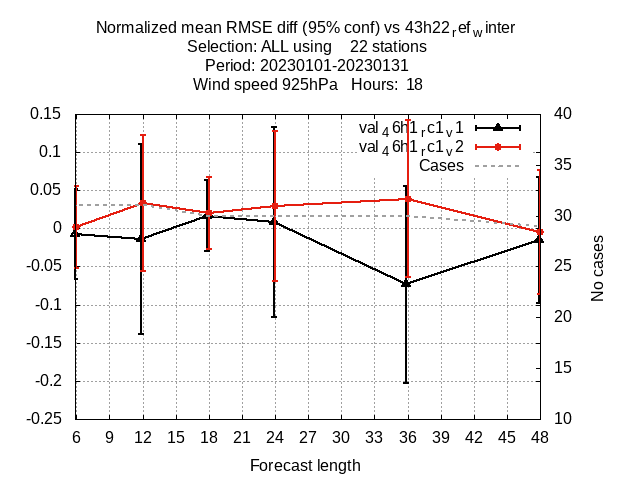 Normalized mean RMSE diff (95% conf) vs 43h22refwinter
Selection: ALL using 22 stations
Period: 20230101-20230131
Wind speed 925hPa Hours: 18
0.15 40
val46h1rc1v1
0.1
val46h1rc1v2
Cases 35
0.05
30
0
-0.05 25
No cases
-0.1
20
-0.15
15
-0.2
-0.25 10
6 9 12 15 18 21 24 27 30 33 36 39 42 45 48
Forecast length